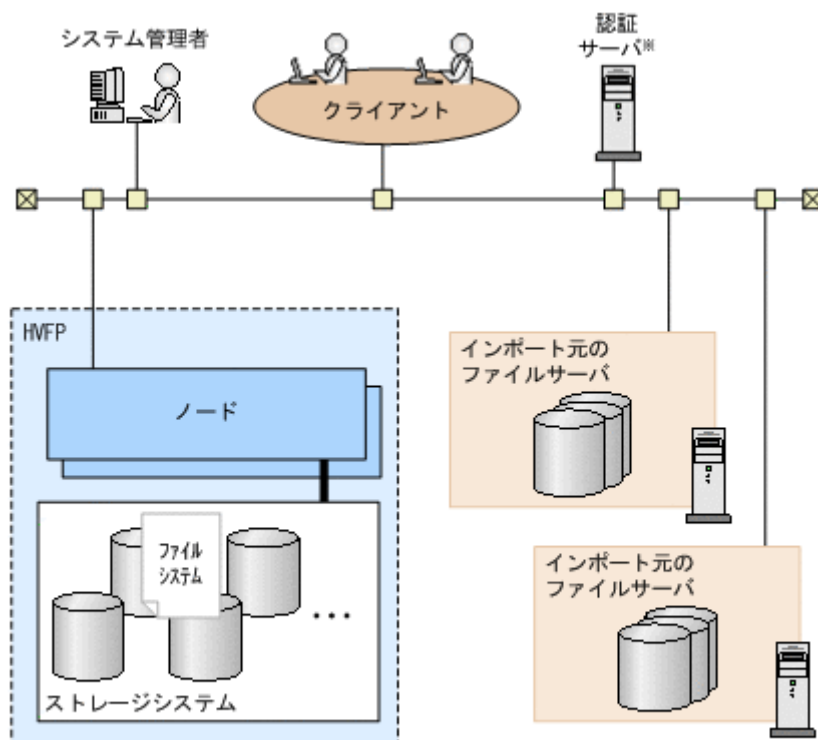 システム管理者
クライアント
認証
サーバ※
HVFP
ノード
ファイル
システム
・・・
ストレージシステム
インポート元の
ファイルサーバ
インポート元の
ファイルサーバ